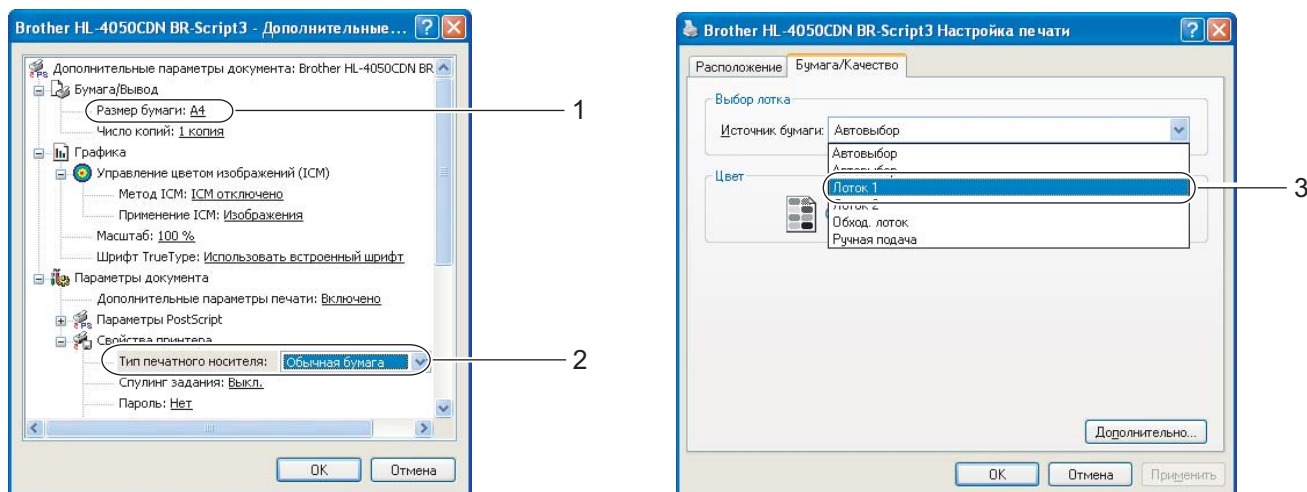 Brother HL-4050CDN BR-Script3 - Дополнительные...
Дополнительные параметры документа: Brother HL-4050CDN BR
Бумага/Вывод
Размер бумаги: A4
1
Число копий: 1 копия
Графика
Управление цветом изображений (ICM)
Метод ICM: ICM отключено
Применение ICM: Изображения
Масштаб: 100 %
Шрифт TrueType: Использовать встроенный шрифт
Параметры документа
Дополнительные параметры печати: Включено
Параметры PostScript
Свойства принтера
Тип печатного носителя: Обычная бумага
2
Спулинг задания: Выкл.
Пароль: Нет
OK Отмена
Brother HL-4050CDN BR-Script3 Настройка печати
Расположение Бумага/Качество
Выбор лотка
Источник бумаги: Автовыбор
Автовыбор
Автовыбор
Цвет
Лоток 1
3
Лоток 2
Обход. лоток
Ручная подача
Дополнительно...
OK Отмена Применить